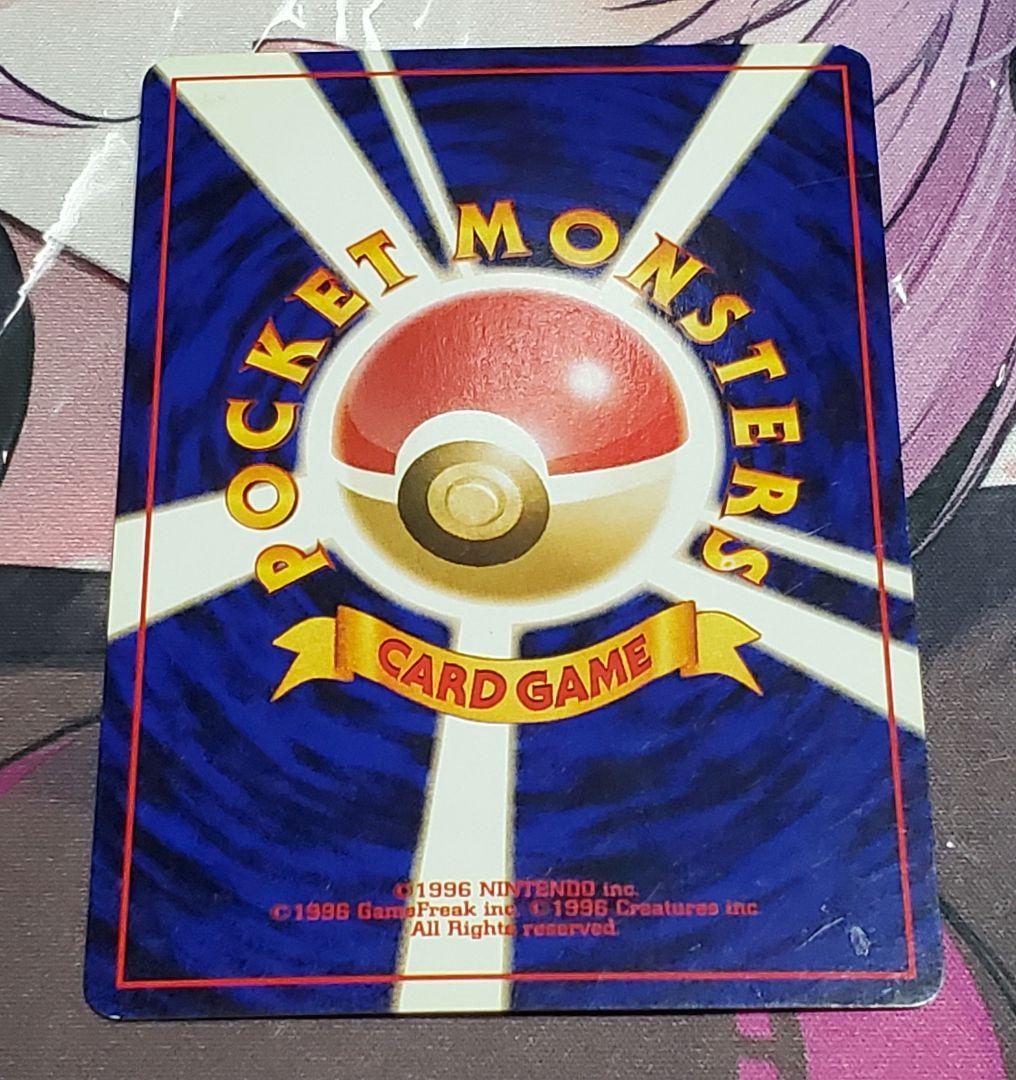 POCKET MONSTERS
CARD GAME
©1996 NINTENDO inc.
©1996 GameFreak inc. ©1996 Creatures inc
All Rights reserved.